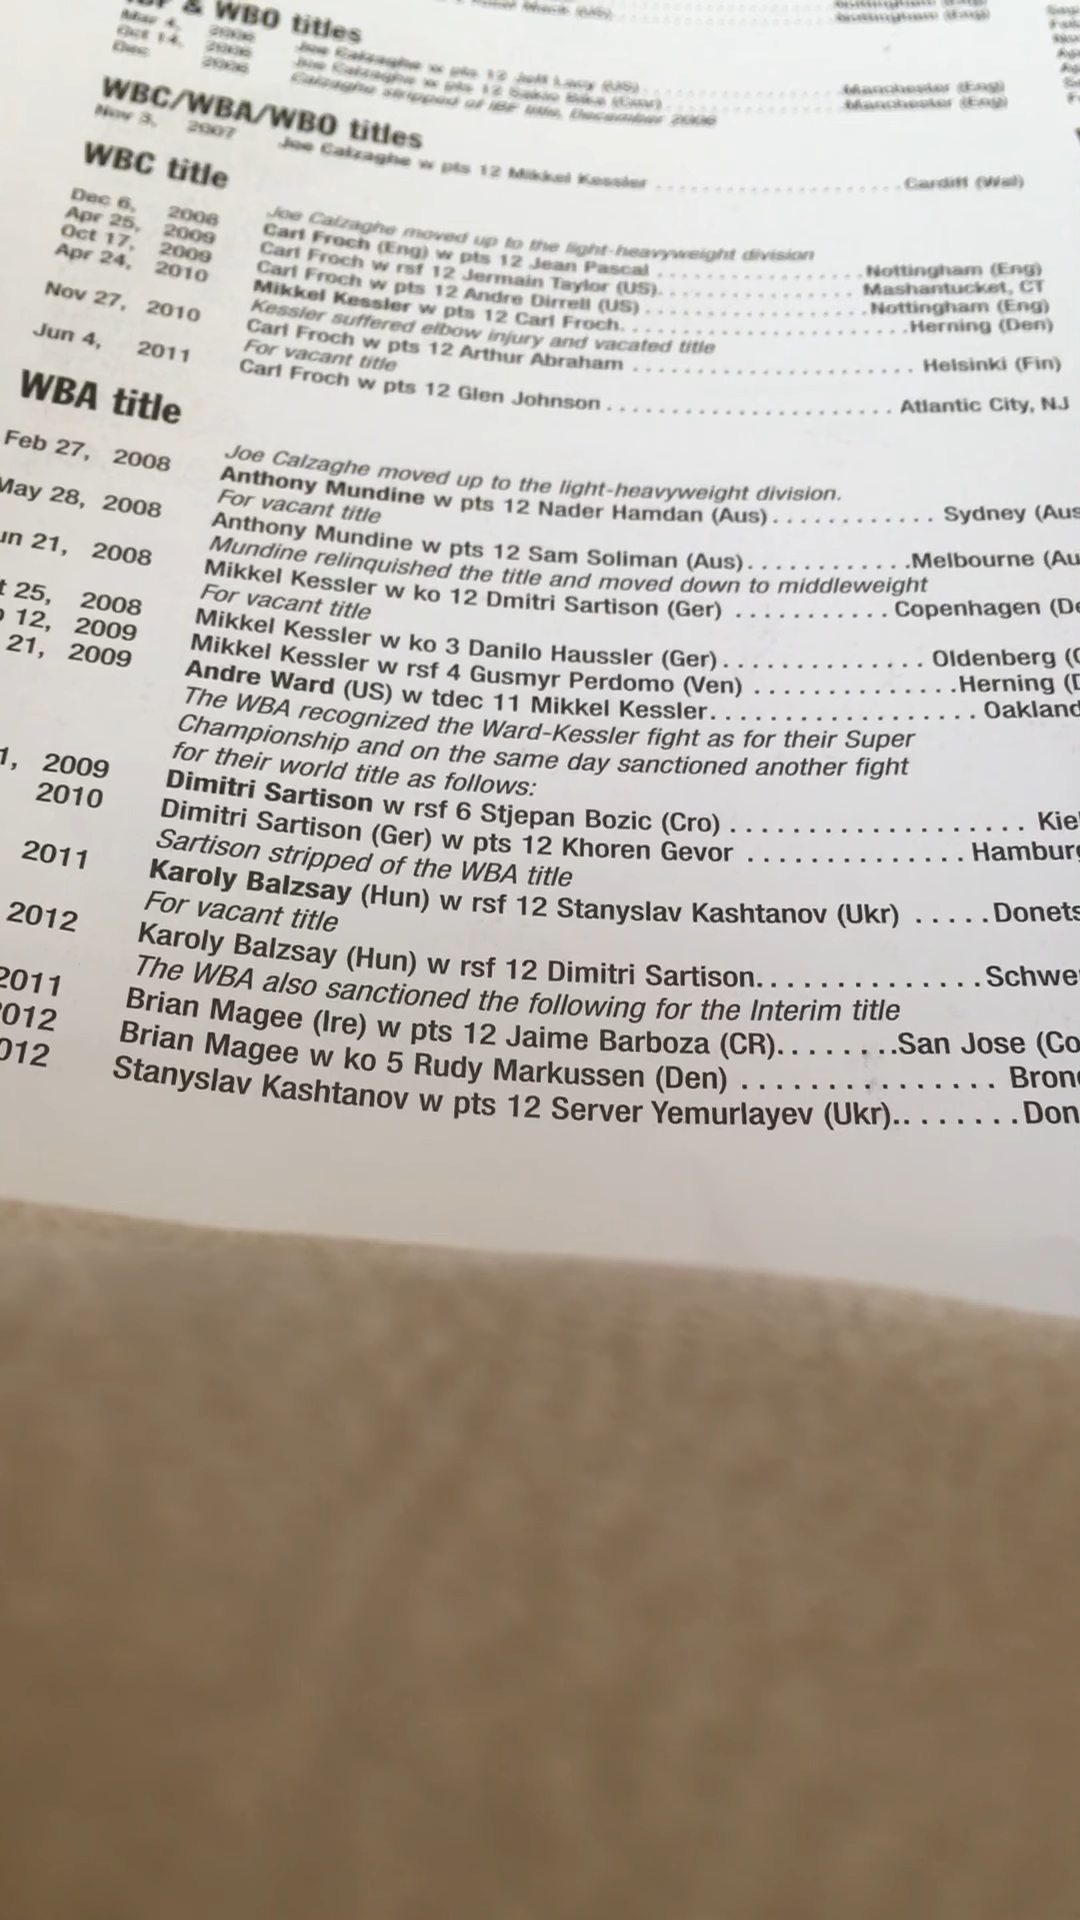 & WBO titles
Mar 4, 2006 Joe Calzaghe w pts 12 Jeff Lacy (US) Manchester (Eng)
Oct 14, 2006 Joe Calzaghe w pts 12 Sakio Bika (Cam) Manchester (Eng)
Dec 2006 Calzaghe stripped of IBF title, December 2006
WBC/WBA/WBO titles
Nov 3, 2007 Joe Calzaghe w pts 12 Mikkel Kessler Cardiff (Wal)
WBC title
Joe Calzaghe moved up to the light-heavyweight division
Dec 6, 2008 Carl Froch (Eng) w pts 12 Jean Pascal Nottingham (Eng)
Apr 25, 2009 Carl Froch w rsf 12 Jermain Taylor (US) Mashantucket, CT
Oct 17, 2009 Carl Froch w pts 12 Andre Dirrell (US) Nottingham (Eng)
Apr 24, 2010 Mikkel Kessler w pts 12 Carl Froch Herning (Den)
Kessler suffered elbow injury and vacated title
Nov 27, 2010 Carl Froch w pts 12 Arthur Abraham Helsinki (Fin)
For vacant title
Jun 4, 2011 Carl Froch w pts 12 Glen Johnson Atlantic City, NJ
WBA title
Joe Calzaghe moved up to the light-heavyweight division.
Feb 27, 2008 Anthony Mundine w pts 12 Nader Hamdan (Aus) Sydney (Aus
For vacant title
May 28, 2008 Anthony Mundine w pts 12 Sam Soliman (Aus) Melbourne (Au
Mundine relinquished the title and moved down to middleweight
un 21, 2008 Mikkel Kessler w ko 12 Dmitri Sartison (Ger) Copenhagen (De
For vacant title
t 25, 2008 Mikkel Kessler w ko 3 Danilo Haussler (Ger) Oldenberg (G
12, 2009 Mikkel Kessler w rsf 4 Gusmyr Perdomo (Ven) Herning (D
21, 2009 Andre Ward (US) w tdec 11 Mikkel Kessler Oakland
The WBA recognized the Ward-Kessler fight as for their Super
Championship and on the same day sanctioned another fight
for their world title as follows:
1, 2009 Dimitri Sartison w rsf 6 Stjepan Bozic (Cro) Kiel
2010 Dimitri Sartison (Ger) w pts 12 Khoren Gevor Hamburg
Sartison stripped of the WBA title
2011 Karoly Balzsay (Hun) w rsf 12 Stanyslav Kashtanov (Ukr) Donets
For vacant title
2012 Karoly Balzsay (Hun) w rsf 12 Dimitri Sartison Schwe
The WBA also sanctioned the following for the Interim title
2011 Brian Magee (Ire) w pts 12 Jaime Barboza (CR) San Jose (Co
2012 Brian Magee w ko 5 Rudy Markussen (Den) Bron
012 Stanyslav Kashtanov w pts 12 Server Yemurlayev (Ukr) Don